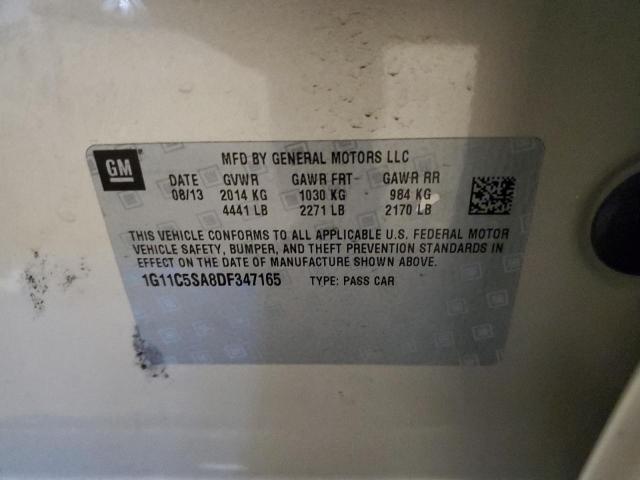 GM
MFD BY GENERAL MOTORS LLC
DATE GVWR GAWR FRT GAWR RR
08/13 2014 KG 1030 KG 984 KG
4441 LB 2271 LB 2170 LB
THIS VEHICLE CONFORMS TO ALL APPLICABLE U.S. FEDERAL MOTOR
VEHICLE SAFETY, BUMPER, AND THEFT PREVENTION STANDARDS IN
EFFECT ON THE DATE OF MANUFACTURE SHOWN ABOVE.
1G11C5SA8DF347165 TYPE: PASS CAR